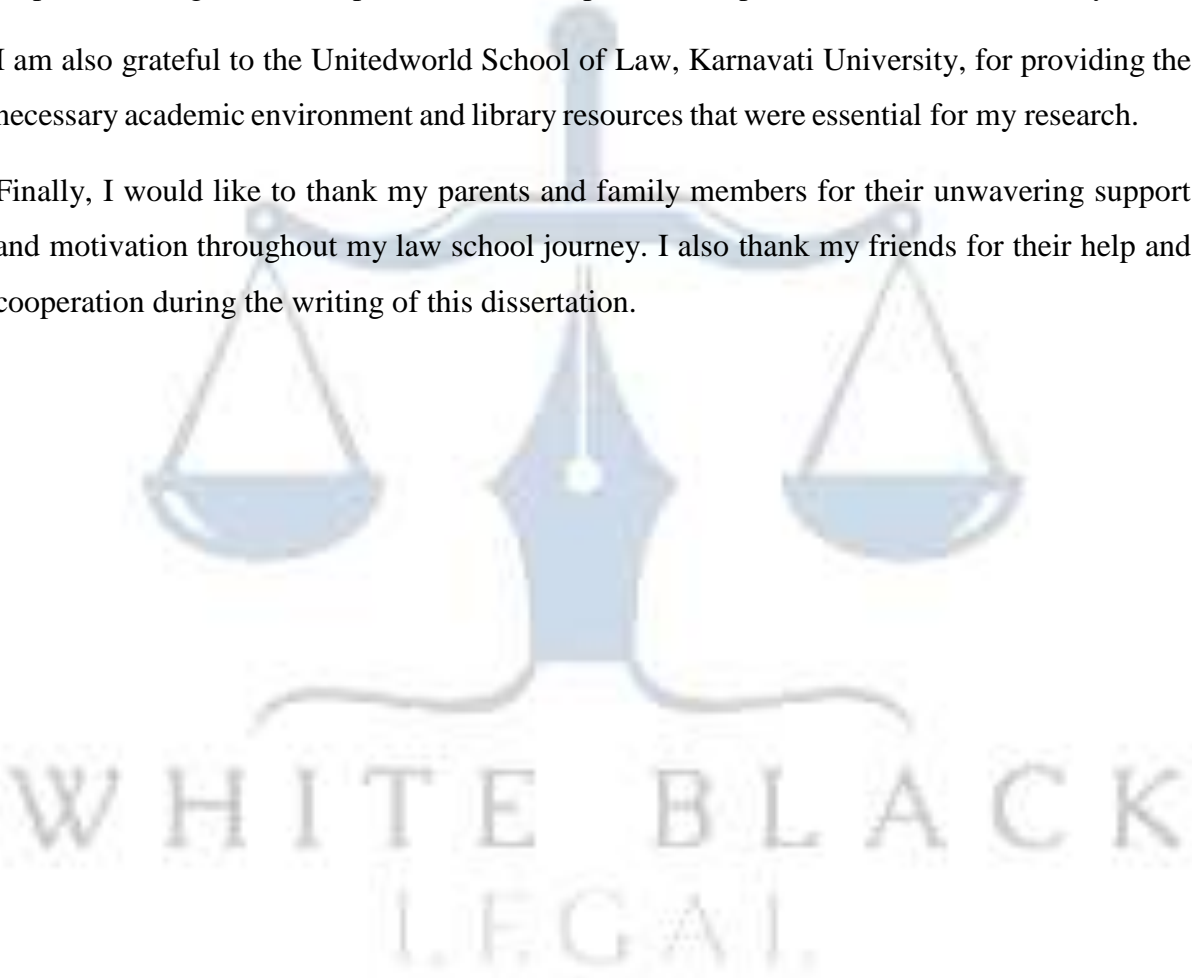 I am also grateful to the Unitedworld School of Law, Karnavati University, for providing the
necessary academic environment and library resources that were essential for my research.
Finally, I would like to thank my parents and family members for their unwavering support
and motivation throughout my law school journey. I also thank my friends for their help and
cooperation during the writing of this dissertation.
WHITE BLACK
LEGAL